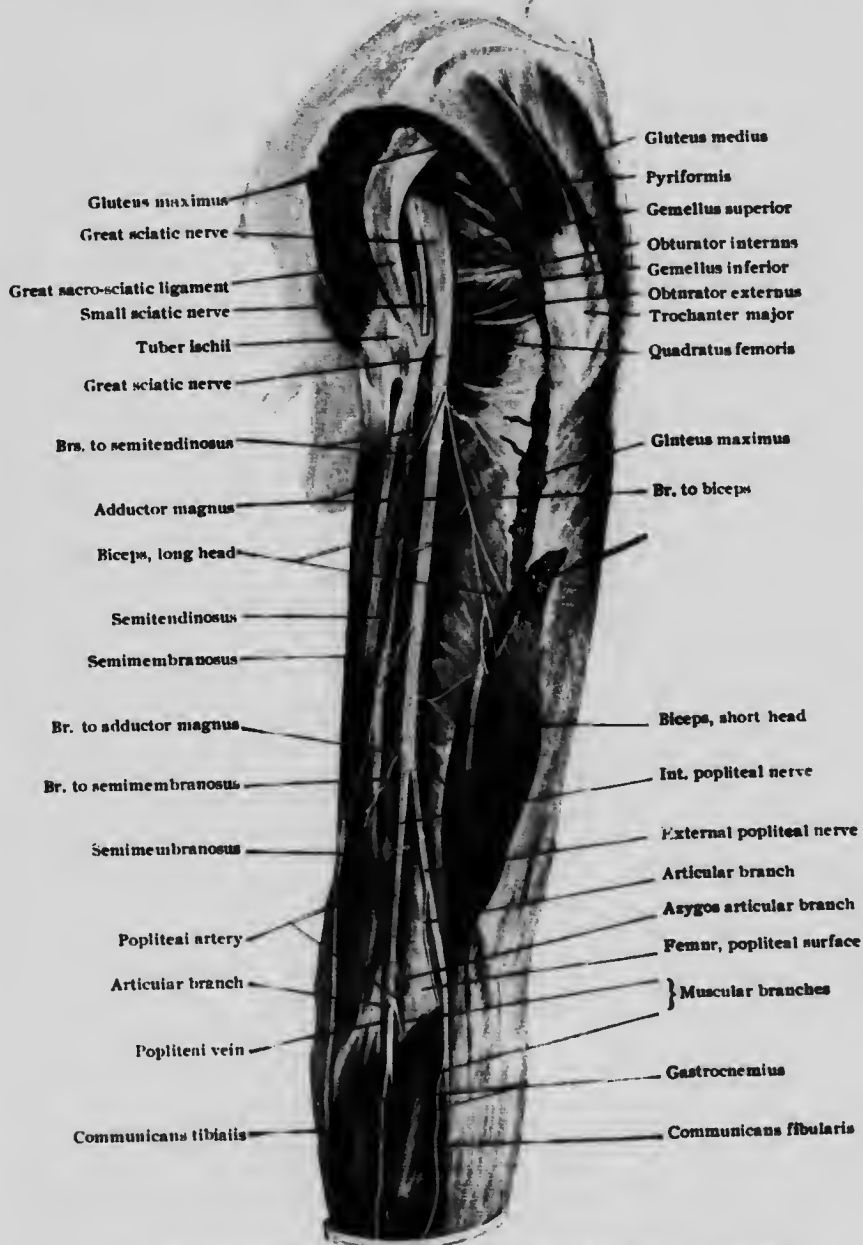 Gluteus maximus
Great sciatic nerve
Great sacro-sciatic ligament
Small sciatic nerve
Tuber ischii
Great sciatic nerve
Brs. to semitendinosus
Adductor magnus
Biceps, long head
Semitendinosus
Semimembranosus
Br. to adductor magnus
Br. to semimembranosus
Semimembranosus
Popliteal artery
Articular branch
Popliteal vein
Communicans tibialis
Gluteus medius
Pyriformis
Gemellus superior
Obturator internus
Gemellus inferior
Obturator externus
Trochanter major
Quadratus femoris
Gluteus maximus
Br. to biceps
Biceps, short head
Int. popliteal nerve
External popliteal nerve
Articular branch
Azygos articular branch
Femur, popliteal surface
} Muscular branches
Gastrocnemius
Communicans fibularis